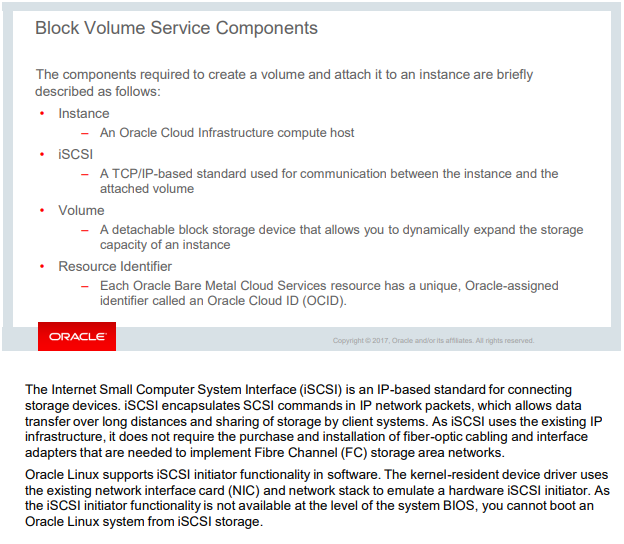 Block Volume Service Components
The components required to create a volume and attach it to an instance are briefly
described as follows:
• Instance
– An Oracle Cloud Infrastructure compute host
• iSCSI
– A TCP/IP-based standard used for communication between the instance and the
attached volume
• Volume
– A detachable block storage device that allows you to dynamically expand the storage
capacity of an instance
• Resource Identifier
– Each Oracle Bare Metal Cloud Services resource has a unique, Oracle-assigned
identifier called an Oracle Cloud ID (OCID).
ORACLE
Copyright © 2017, Oracle and/or its affiliates. All rights reserved.
The Internet Small Computer System Interface (iSCSI) is an IP-based standard for connecting
storage devices. iSCSI encapsulates SCSI commands in IP network packets, which allows data
transfer over long distances and sharing of storage by client systems. As iSCSI uses the existing IP
infrastructure, it does not require the purchase and installation of fiber-optic cabling and interface
adapters that are needed to implement Fibre Channel (FC) storage area networks.
Oracle Linux supports iSCSI initiator functionality in software. The kernel-resident device driver uses
the existing network interface card (NIC) and network stack to emulate a hardware iSCSI initiator. As
the iSCSI initiator functionality is not available at the level of the system BIOS, you cannot boot an
Oracle Linux system from iSCSI storage.